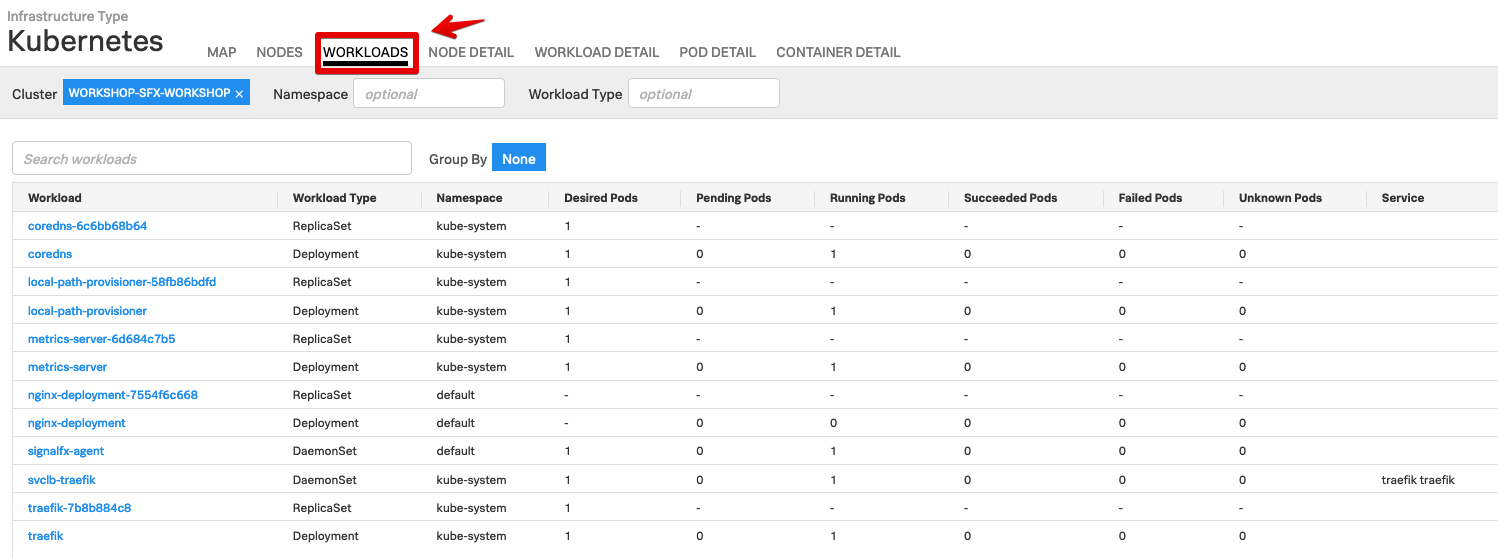 Infrastructure Type
Kubernetes
MAP NODES WORKLOADS NODE DETAIL WORKLOAD DETAIL POD DETAIL CONTAINER DETAIL
Cluster WORKSHOP-SFX-WORKSHOP × Namespace optional Workload Type optional
Search workloads Group By None
Workload Workload Type Namespace Desired Pods Pending Pods Running Pods Succeeded Pods Failed Pods Unknown Pods Service
coredns-6c6bb68b64 ReplicaSet kube-system 1 - - - - -
coredns Deployment kube-system 1 0 1 0 0 0
local-path-provisioner-58fb86bdfd ReplicaSet kube-system 1 - - - - -
local-path-provisioner Deployment kube-system 1 0 1 0 0 0
metrics-server-6d684c7b5 ReplicaSet kube-system 1 - - - - -
metrics-server Deployment kube-system 1 0 1 0 0 0
nginx-deployment-7554f6c668 ReplicaSet default - - - - - -
nginx-deployment Deployment default - 0 0 0 0 0
signalfx-agent DaemonSet default 1 0 1 0 0 0
svclb-traefik DaemonSet kube-system 1 0 1 0 0 0 traefik traefik
traefik-7b8b884c8 ReplicaSet kube-system 1 - - - - -
traefik Deployment kube-system 1 0 1 0 0 0